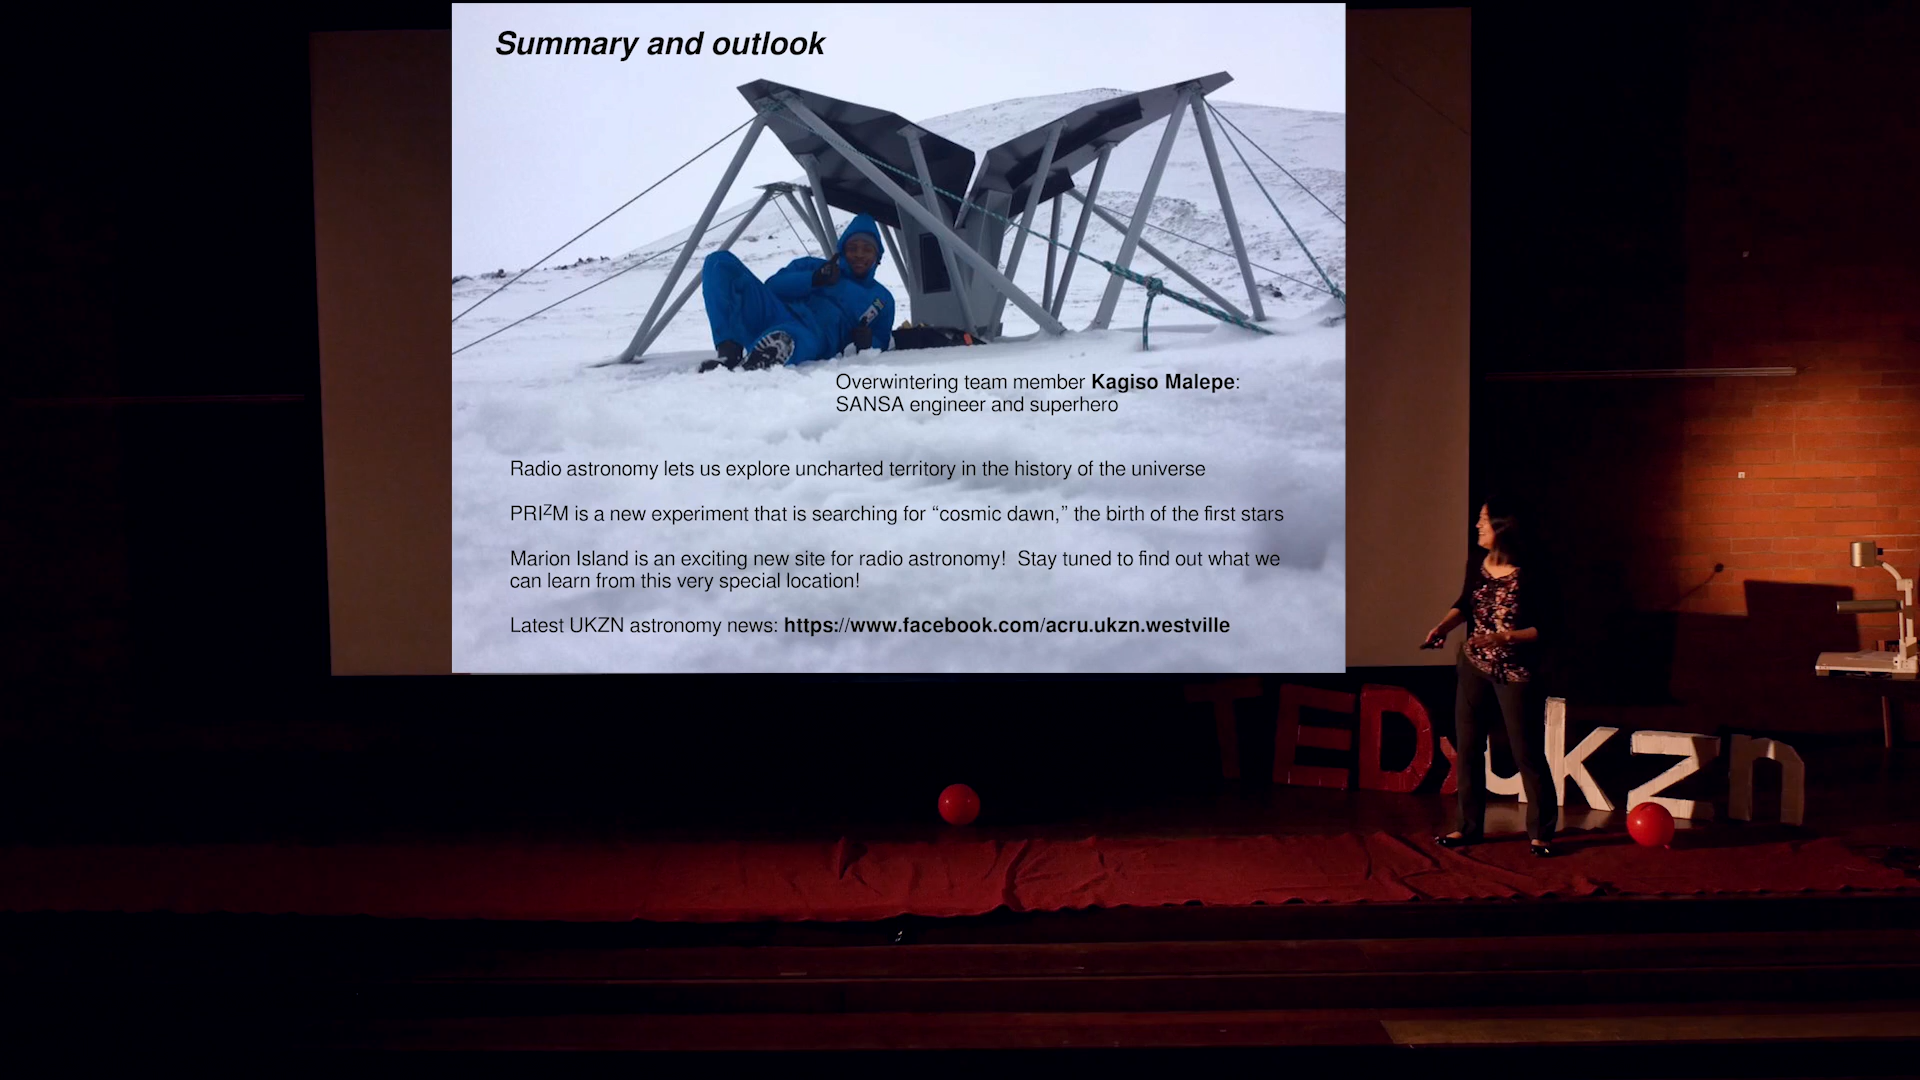 Summary and outlook
Overwintering team member Kagiso Malepe:
SANSA engineer and superhero
Radio astronomy lets us explore uncharted territory in the history of the universe
PRIZM is a new experiment that is searching for “cosmic dawn,” the birth of the first stars
Marion Island is an exciting new site for radio astronomy!  Stay tuned to find out what we
can learn from this very special location!
Latest UKZN astronomy news: https://www.facebook.com/acru.ukzn.westville
TEDxukzn